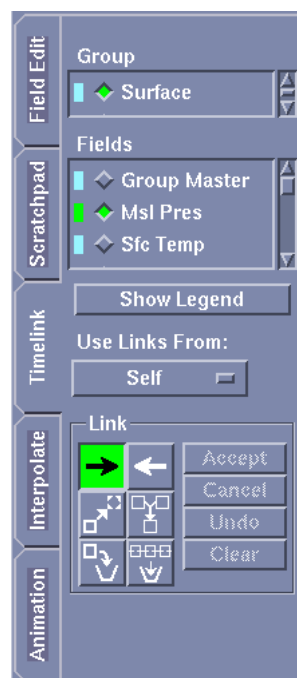 Field Edit
Scratchpad
Timelink
Interpolate
Animation
Group
Surface
Fields
Group Master
Msl Pres
Sfc Temp
Show Legend
Use Links From:
Self
Link
Accept
Cancel
Undo
Clear